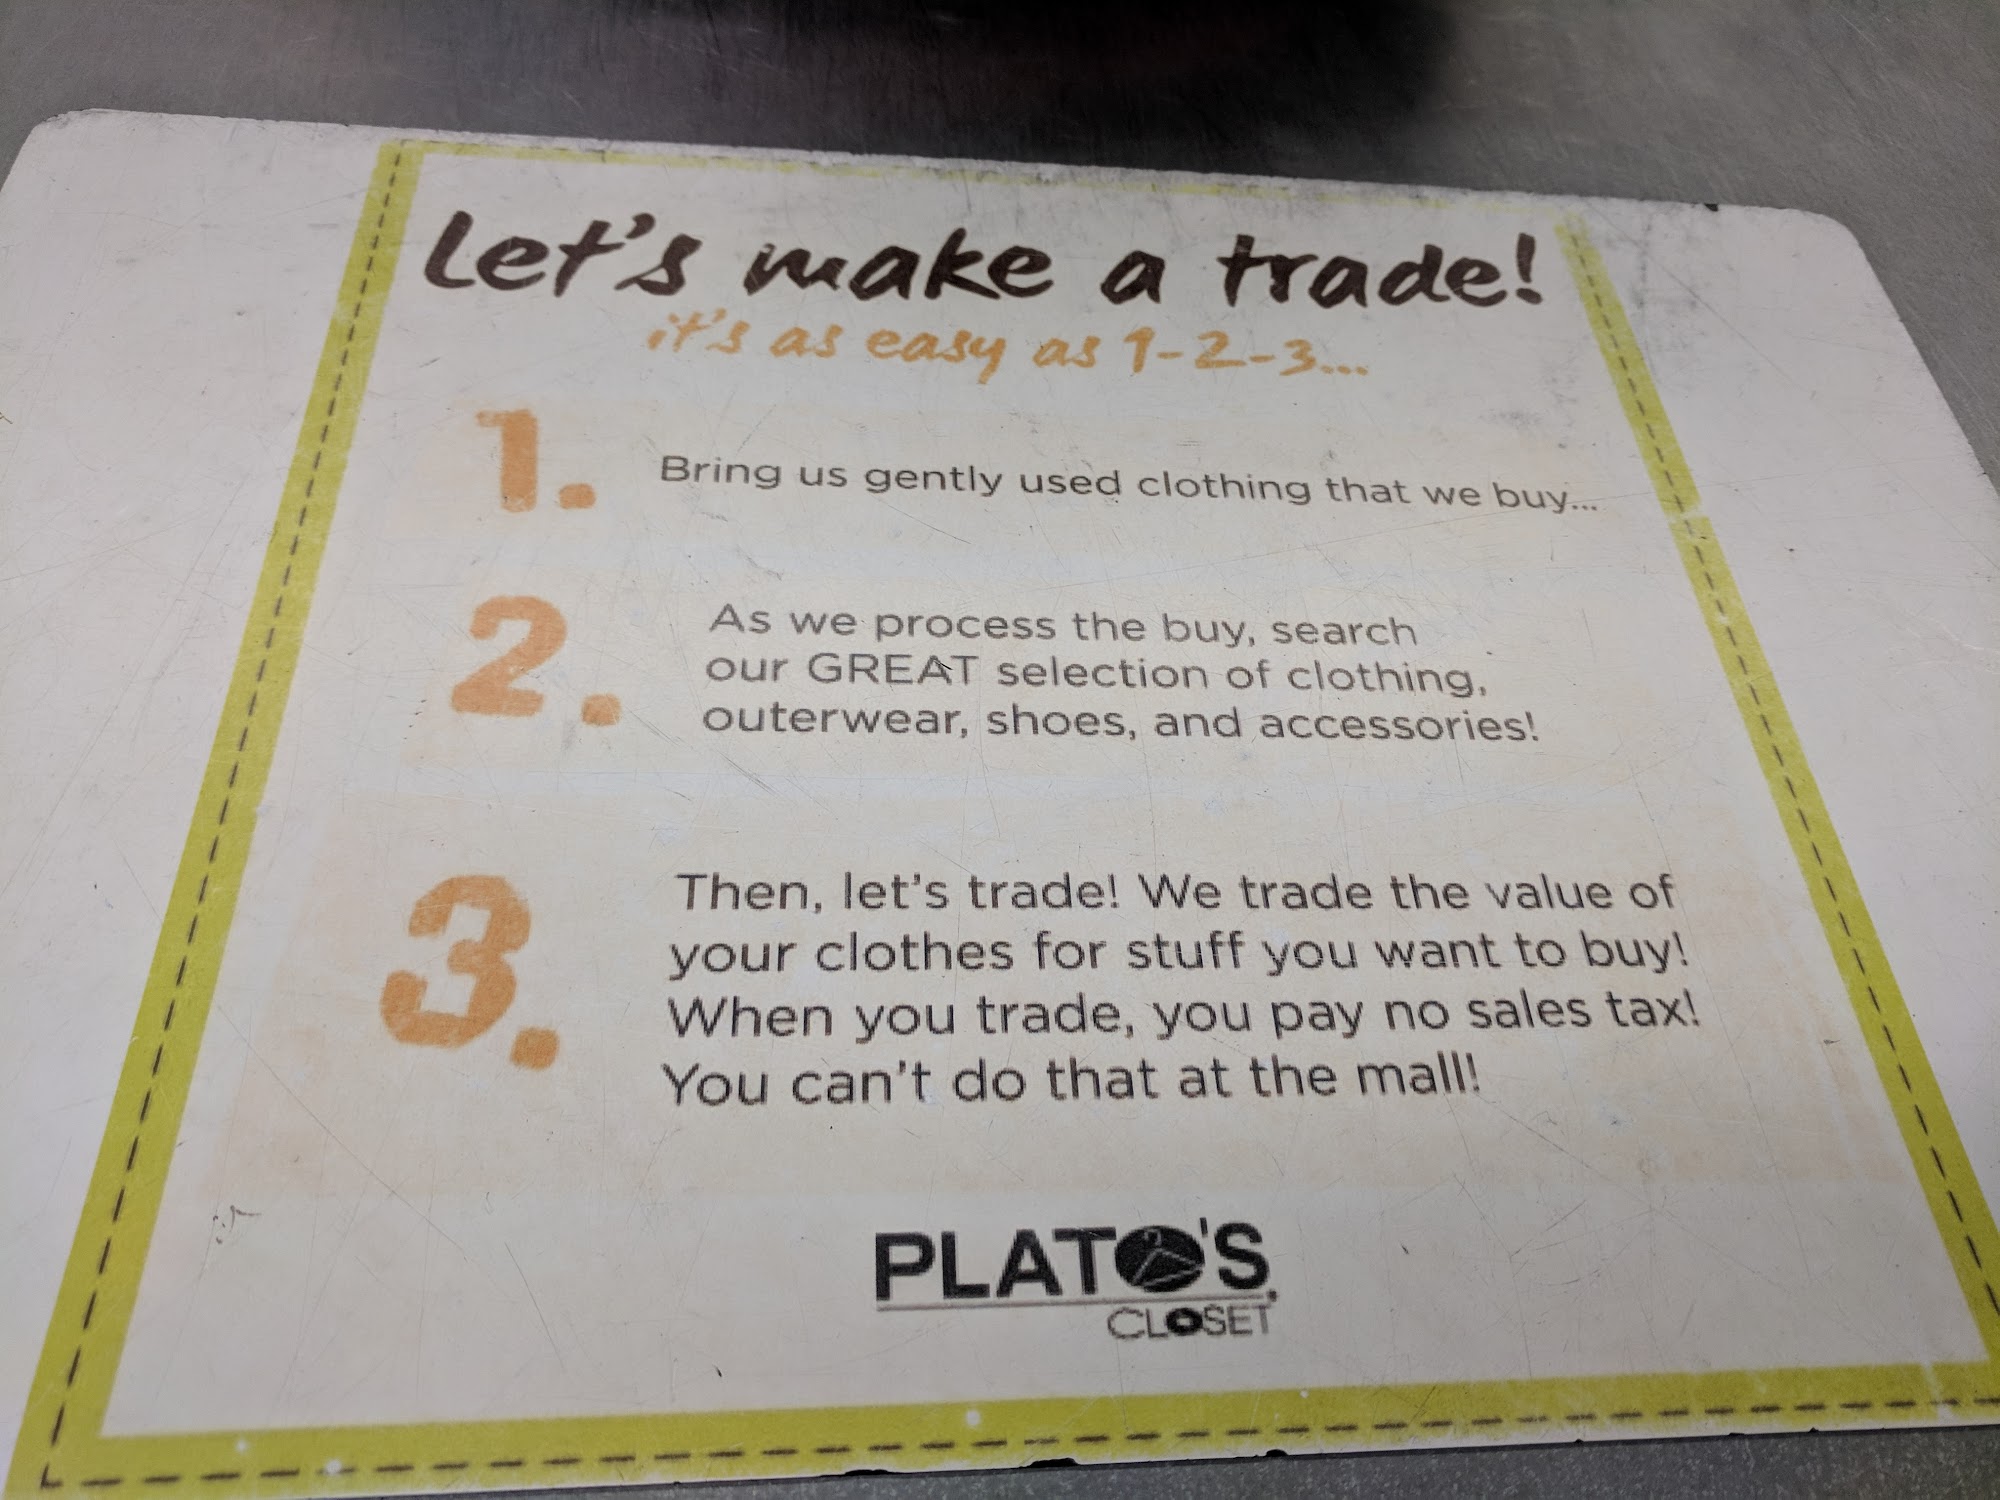 Let's make a trade!
it's as easy as 1-2-3...
1.
Bring us gently used clothing that we buy...
2.
As we process the buy, search
our GREAT selection of clothing,
outerwear, shoes, and accessories!
3.
Then, let's trade! We trade the value of
your clothes for stuff you want to buy!
When you trade, you pay no sales tax!
You can't do that at the mall!
PLATO'S
CLOSET